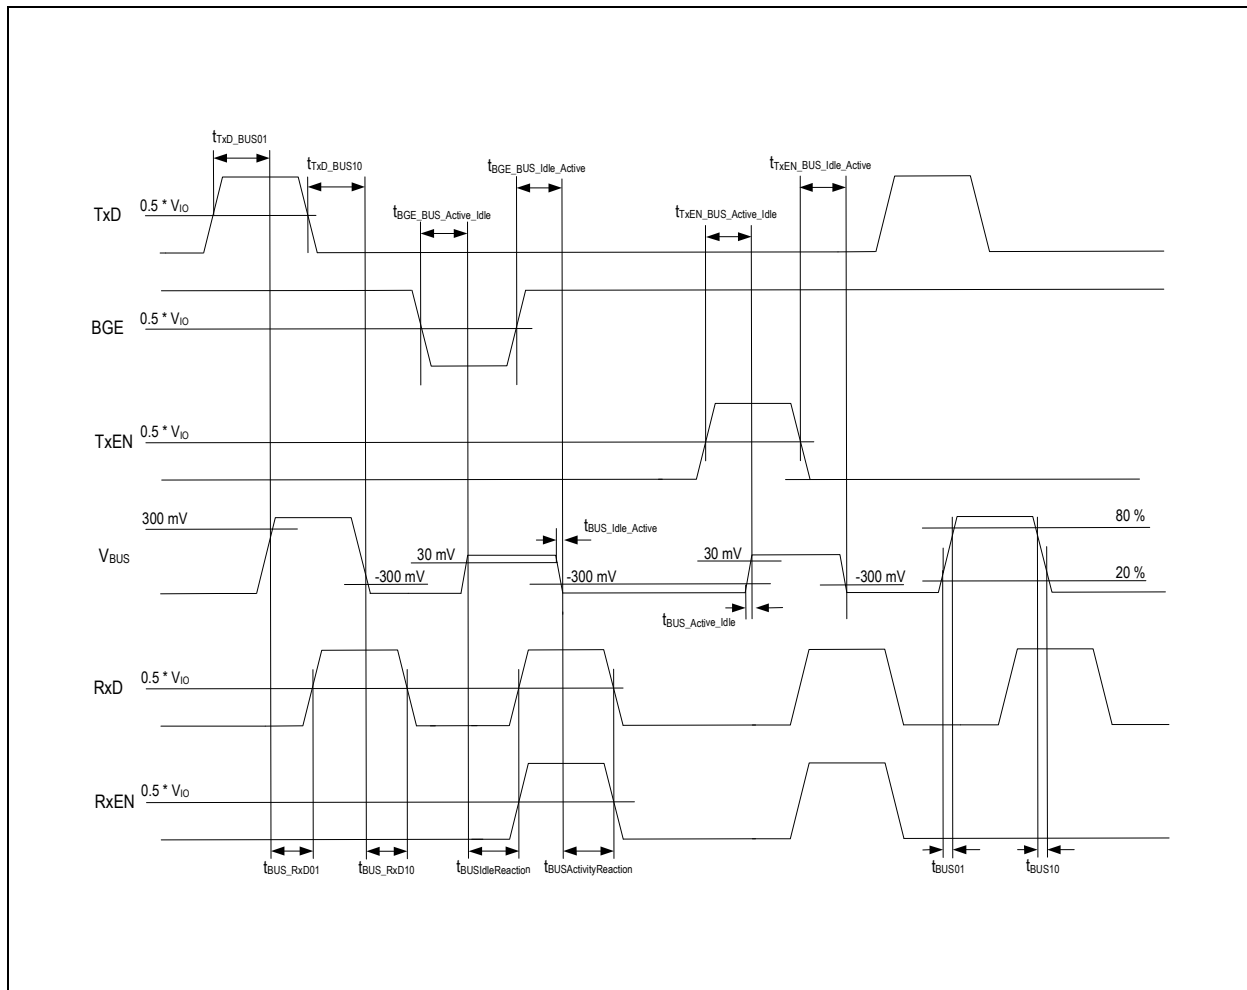 tTxD_BUS01
tTxD_BUS10
tBGE_BUS_Idle_Active
tTxEN_BUS_Idle_Active
tBGE_BUS_Active_Idle
tTxEN_BUS_Active_Idle
TxD 0.5 * VIO
BGE 0.5 * VIO
TxEN 0.5 * VIO
300 mV
80 %
tBUS_Idle_Active
VBUS
30 mV
30 mV
-300 mV
-300 mV
-300 mV
20 %
tBUS_Active_Idle
RxD 0.5 * VIO
RxEN 0.5 * VIO
tBUS_RxD01
tBUS_RxD10
tBUSIdleReaction
tBUSActivityReaction
tBUS01
tBUS10